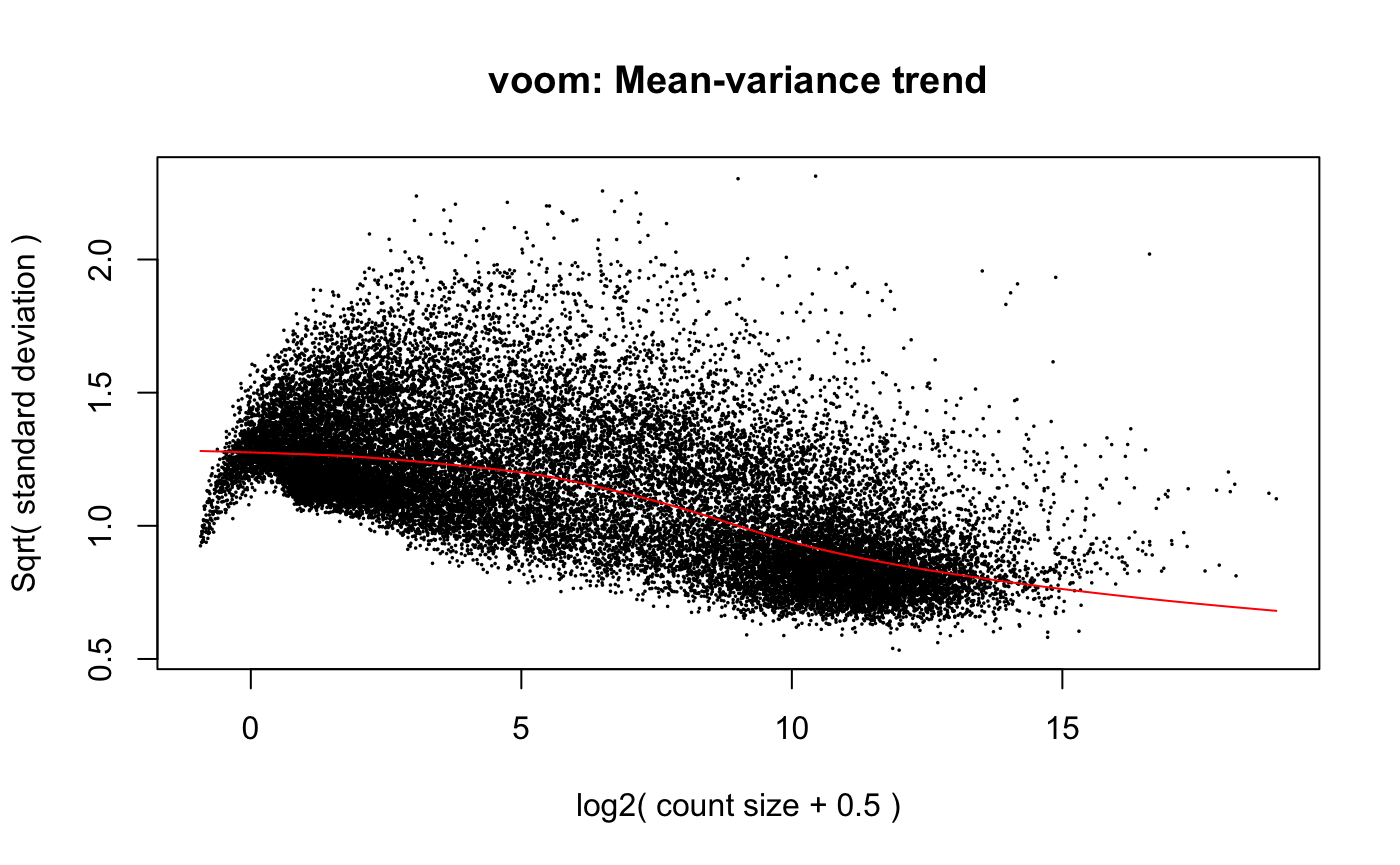 voom: Mean-variance trend
Sqrt( standard deviation )
2.0
1.5
1.0
0.5
0 5 10 15
log2( count size + 0.5 )